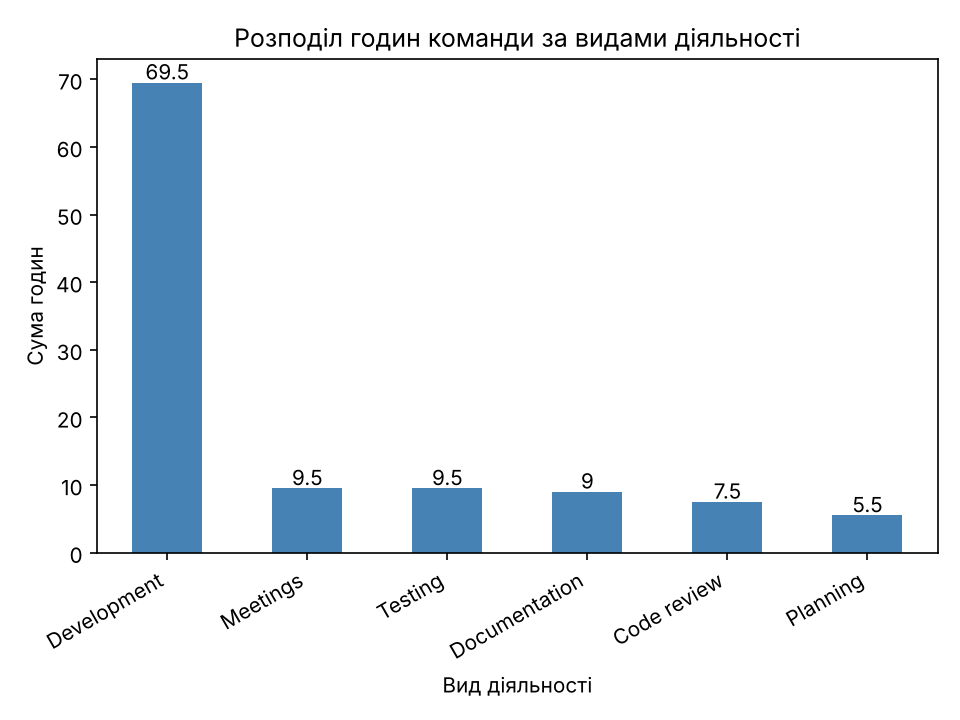 Розподіл годин команди за видами діяльності
Сума годин
70
60
50
40
30
20
10
0
69.5
9.5
9.5
9
7.5
5.5
Development
Meetings
Testing
Documentation
Code review
Planning
Вид діяльності